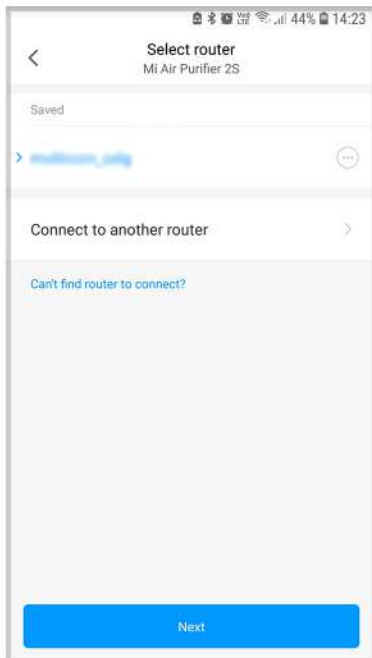 44% 14:23
Select router
Mi Air Purifier 2S
Saved
Connect to another router
Can't find router to connect?
Next